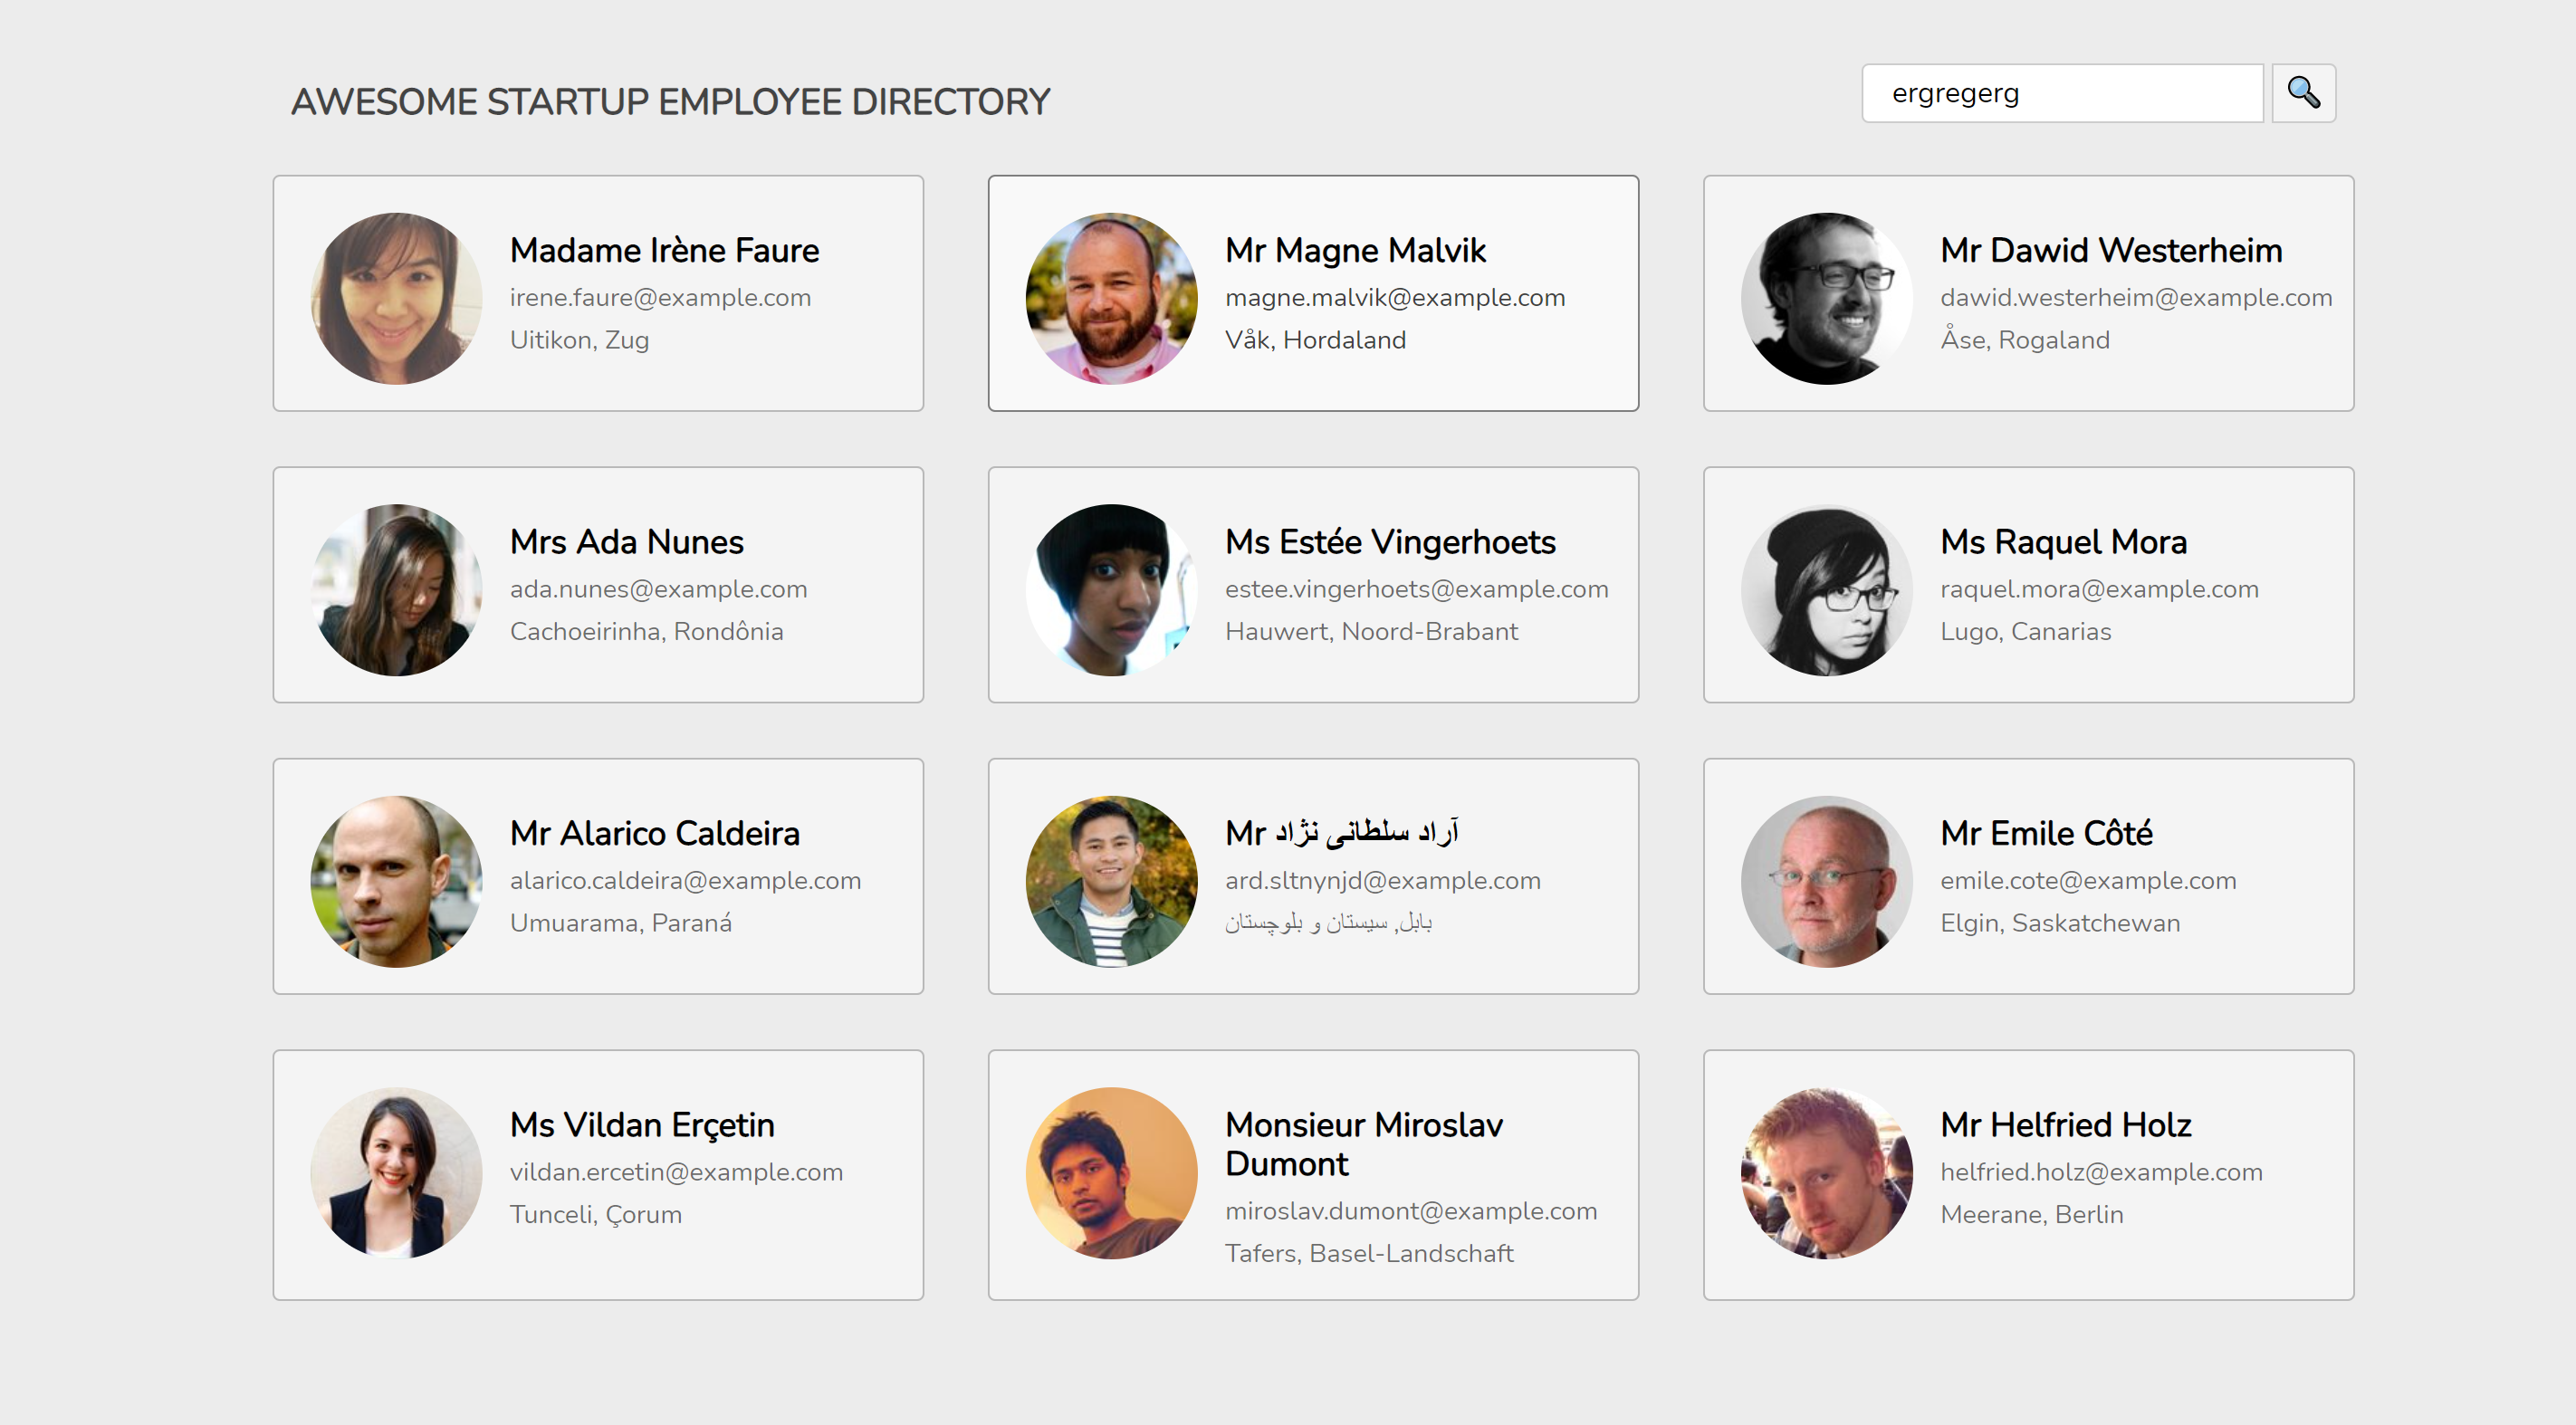 AWESOME STARTUP EMPLOYEE DIRECTORY
ergregerg
Madame Irène Faure
irene.faure@example.com
Uitikon, Zug
Mr Magne Malvik
magne.malvik@example.com
Våk, Hordaland
Mr Dawid Westerheim
dawid.westerheim@example.com
Åse, Rogaland
Mrs Ada Nunes
ada.nunes@example.com
Cachoeirinha, Rondônia
Ms Estée Vingerhoets
estee.vingerhoets@example.com
Hauwert, Noord-Brabant
Ms Raquel Mora
raquel.mora@example.com
Lugo, Canarias
Mr Alarico Caldeira
alarico.caldeira@example.com
Umuarama, Paraná
Mr آراد سلطانی نژاد
ard.sltnynjd@example.com
بابل, سیستان و بلوچستان
Mr Emile Côté
emile.cote@example.com
Elgin, Saskatchewan
Ms Vildan Erçetin
vildan.ercetin@example.com
Tunceli, Çorum
Monsieur Miroslav
Dumont
miroslav.dumont@example.com
Tafers, Basel-Landschaft
Mr Helfried Holz
helfried.holz@example.com
Meerane, Berlin